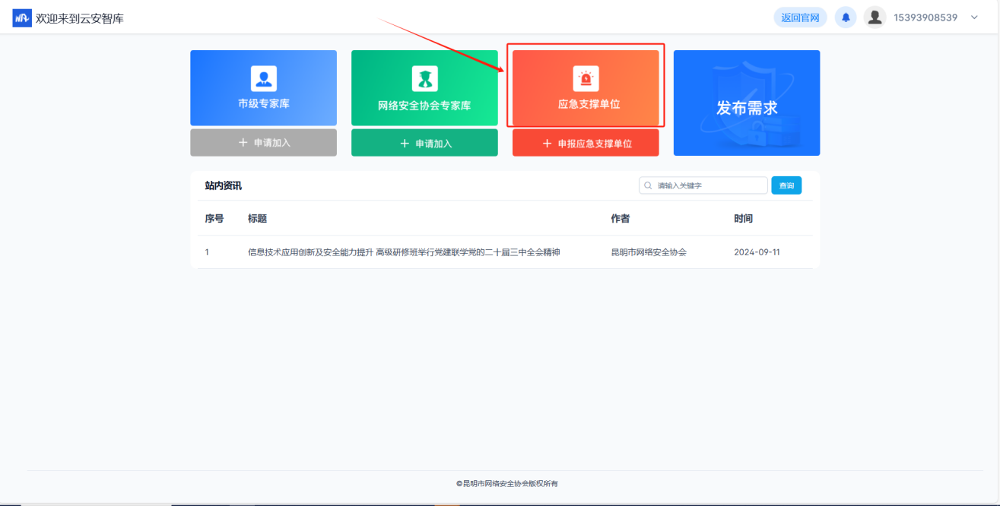 欢迎来到云安智库
返回官网
15393908539
市级专家库
网络安全协会专家库
应急支撑单位
发布需求
+ 申请加入
+ 申请加入
+ 申报应急支撑单位
站内资讯
请输入关键字
查询
序号 标题 作者 时间
1 信息技术应用创新及安全能力提升 高级研修班举行党建联学党的二十届三中全会精神 昆明市网络安全协会 2024-09-11
©昆明市网络安全协会版权所有